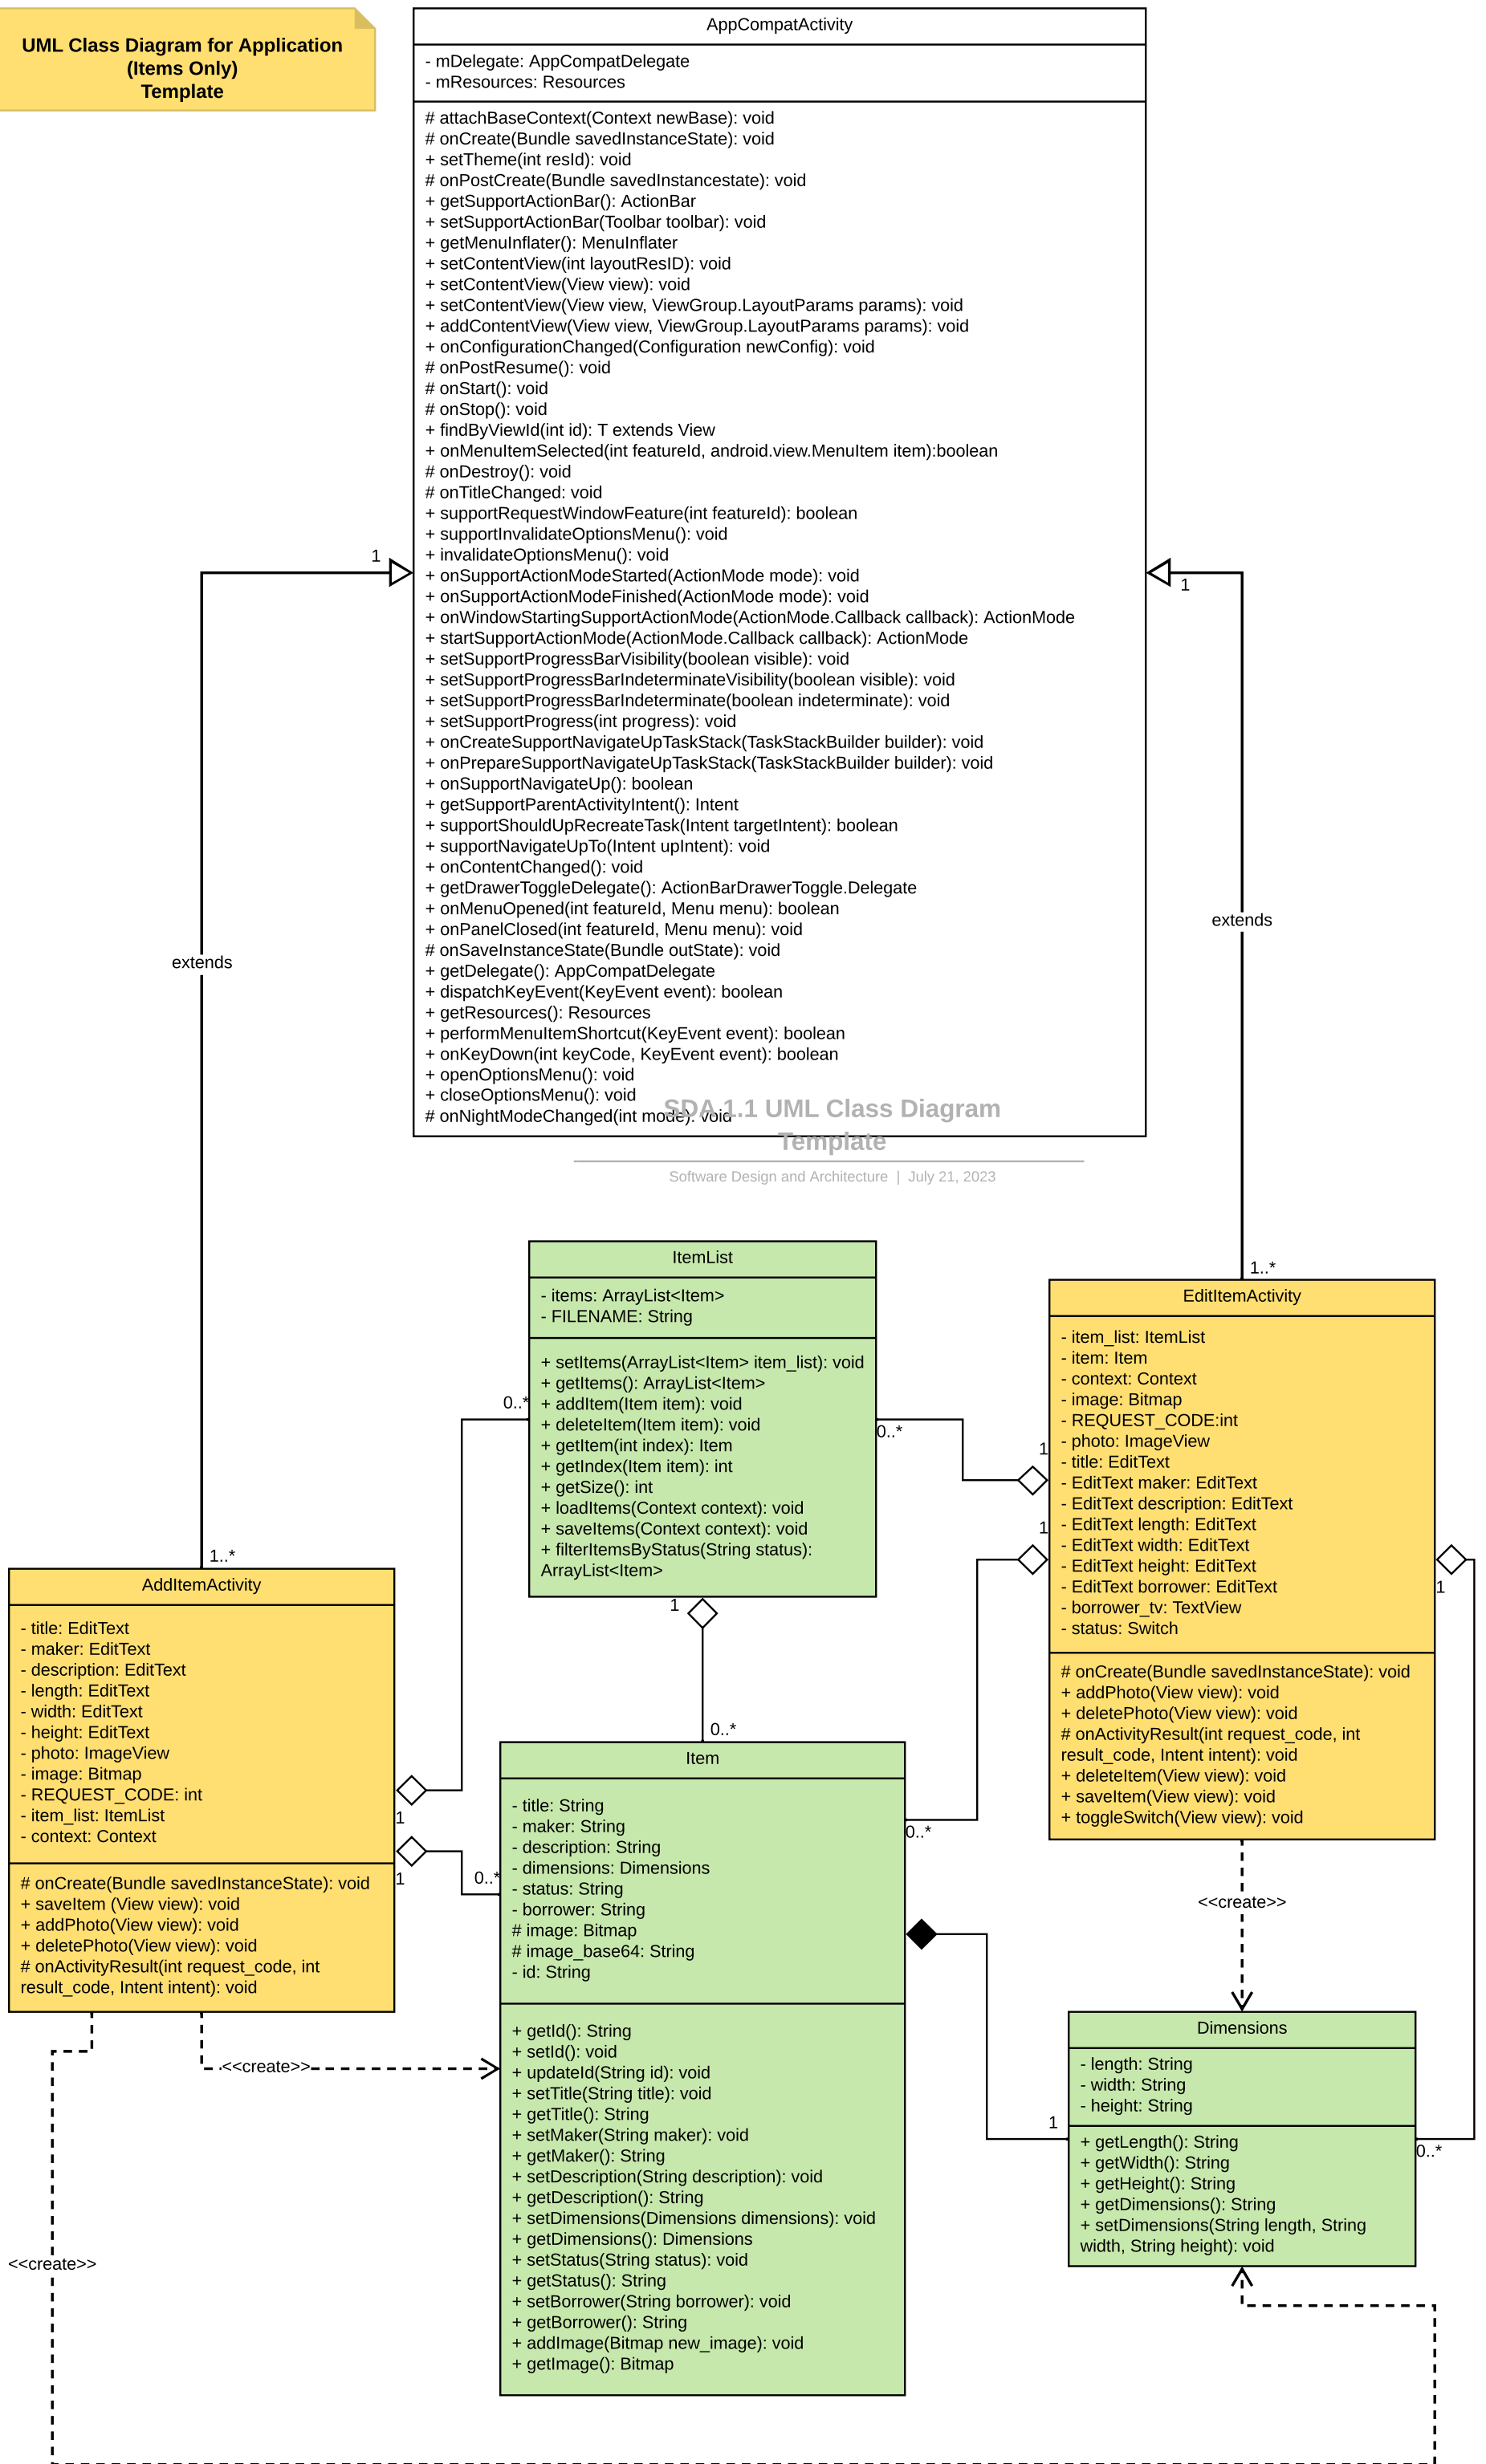 UML Class Diagram for Application
(Items Only)
Template
AppCompatActivity
- mDelegate: AppCompatDelegate
- mResources: Resources
# attachBaseContext(Context newBase): void
# onCreate(Bundle savedInstanceState): void
+ setTheme(int resId): void
# onPostCreate(Bundle savedInstancestate): void
+ getSupportActionBar(): ActionBar
+ setSupportActionBar(Toolbar toolbar): void
+ getMenuInflater(): MenuInflater
+ setContentView(int layoutResID): void
+ setContentView(View view): void
+ setContentView(View view, ViewGroup.LayoutParams params): void
+ addContentView(View view, ViewGroup.LayoutParams params): void
+ onConfigurationChanged(Configuration newConfig): void
# onPostResume(): void
# onStart(): void
# onStop(): void
+ findByViewId(int id): T extends View
+ onMenuItemSelected(int featureId, android.view.MenuItem item):boolean
# onDestroy(): void
# onTitleChanged: void
+ supportRequestWindowFeature(int featureId): boolean
+ supportInvalidateOptionsMenu(): void
+ invalidateOptionsMenu(): void
+ onSupportActionModeStarted(ActionMode mode): void
+ onSupportActionModeFinished(ActionMode mode): void
+ onWindowStartingSupportActionMode(ActionMode.Callback callback): ActionMode
+ startSupportActionMode(ActionMode.Callback callback): ActionMode
+ setSupportProgressBarVisibility(boolean visible): void
+ setSupportProgressBarIndeterminateVisibility(boolean visible): void
+ setSupportProgressBarIndeterminate(boolean indeterminate): void
+ setSupportProgress(int progress): void
+ onCreateSupportNavigateUpTaskStack(TaskStackBuilder builder): void
+ onPrepareSupportNavigateUpTaskStack(TaskStackBuilder builder): void
+ onSupportNavigateUp(): boolean
+ getSupportParentActivityIntent(): Intent
+ supportShouldUpRecreateTask(Intent targetIntent): boolean
+ supportNavigateUpTo(Intent upIntent): void
+ onContentChanged(): void
+ getDrawerToggleDelegate(): ActionBarDrawerToggle.Delegate
+ onMenuOpened(int featureId, Menu menu): boolean
+ onPanelClosed(int featureId, Menu menu): void
# onSaveInstanceState(Bundle outState): void
+ getDelegate(): AppCompatDelegate
+ dispatchKeyEvent(KeyEvent event): boolean
+ getResources(): Resources
+ performMenuItemShortcut(KeyEvent event): boolean
+ onKeyDown(int keyCode, KeyEvent event): boolean
+ openOptionsMenu(): void
+ closeOptionsMenu(): void
# onNightModeChanged(int mode): void
SDA 1.1 UML Class Diagram
Template
Software Design and Architecture | July 21, 2023
1
extends
1..*
1
extends
1..*
ItemList
- items: ArrayList<Item>
- FILENAME: String
+ setItems(ArrayList<Item> item_list): void
+ getItems(): ArrayList<Item>
+ addItem(Item item): void
+ deleteItem(Item item): void
+ getItem(int index): Item
+ getIndex(Item item): int
+ getSize(): int
+ loadItems(Context context): void
+ saveItems(Context context): void
+ filterItemsByStatus(String status):
ArrayList<Item>
0..*
0..*
1
0..*
EditItemActivity
- item_list: ItemList
- item: Item
- context: Context
- image: Bitmap
- REQUEST_CODE:int
- photo: ImageView
- title: EditText
- EditText maker: EditText
- EditText description: EditText
- EditText length: EditText
- EditText width: EditText
- EditText height: EditText
- EditText borrower: EditText
- borrower_tv: TextView
- status: Switch
# onCreate(Bundle savedInstanceState): void
+ addPhoto(View view): void
+ deletePhoto(View view): void
# onActivityResult(int request_code, int
result_code, Intent intent): void
+ deleteItem(View view): void
+ saveItem(View view): void
+ toggleSwitch(View view): void
1
1
1
AddItemActivity
- title: EditText
- maker: EditText
- description: EditText
- length: EditText
- width: EditText
- height: EditText
- photo: ImageView
- image: Bitmap
- REQUEST_CODE: int
- item_list: ItemList
- context: Context
# onCreate(Bundle savedInstanceState): void
+ saveItem (View view): void
+ addPhoto(View view): void
+ deletePhoto(View view): void
# onActivityResult(int request_code, int
result_code, Intent intent): void
1
1
0..*
Item
- title: String
- maker: String
- description: String
- dimensions: Dimensions
- status: String
- borrower: String
# image: Bitmap
# image_base64: String
- id: String
+ getId(): String
+ setId(): void
+ updateId(String id): void
+ setTitle(String title): void
+ getTitle(): String
+ setMaker(String maker): void
+ getMaker(): String
+ setDescription(String description): void
+ getDescription(): String
+ setDimensions(Dimensions dimensions): void
+ getDimensions(): Dimensions
+ setStatus(String status): void
+ getStatus(): String
+ setBorrower(String borrower): void
+ getBorrower(): String
+ addImage(Bitmap new_image): void
+ getImage(): Bitmap
0..*
<<create>>
<<create>>
<<create>>
Dimensions
- length: String
- width: String
- height: String
+ getLength(): String
+ getWidth(): String
+ getHeight(): String
+ getDimensions(): String
+ setDimensions(String length, String
width, String height): void
1
0..*